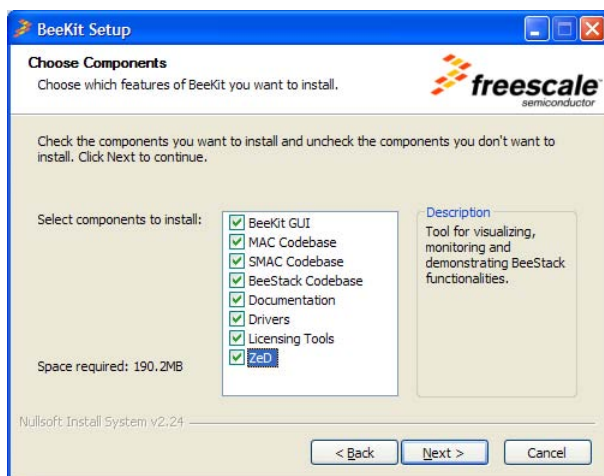 BeeKit Setup
Choose Components
Choose which features of BeeKit you want to install.
freescale™
semiconductor
Check the components you want to install and uncheck the components you don't want to
install. Click Next to continue.
Select components to install:
BeeKit GUI
MAC Codebase
SMAC Codebase
BeeStack Codebase
Documentation
Drivers
Licensing Tools
ZeD
Description
Tool for visualizing,
monitoring and
demonstrating BeeStack
functionalities.
Space required: 190.2MB
Nullsoft Install System v2.24
< Back
Next >
Cancel